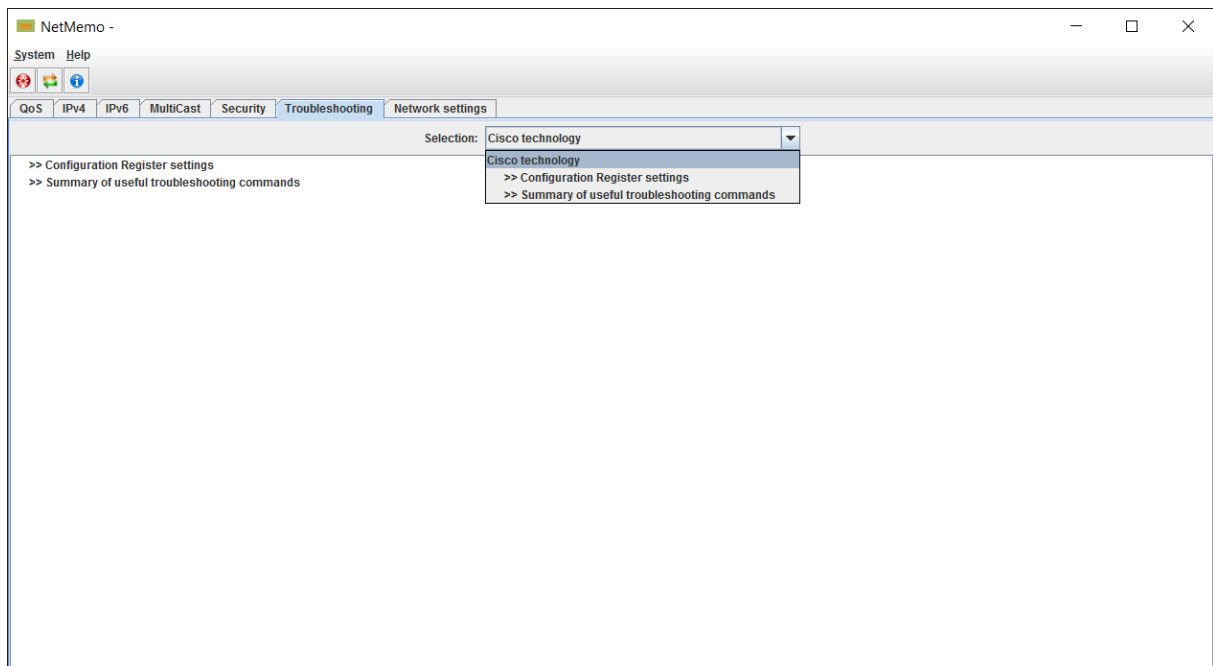 NetMemo -
System Help
QoS IPv4 IPv6 MultiCast Security Troubleshooting Network settings
Selection: Cisco technology
Cisco technology
>> Configuration Register settings
>> Summary of useful troubleshooting commands
>> Configuration Register settings
>> Summary of useful troubleshooting commands